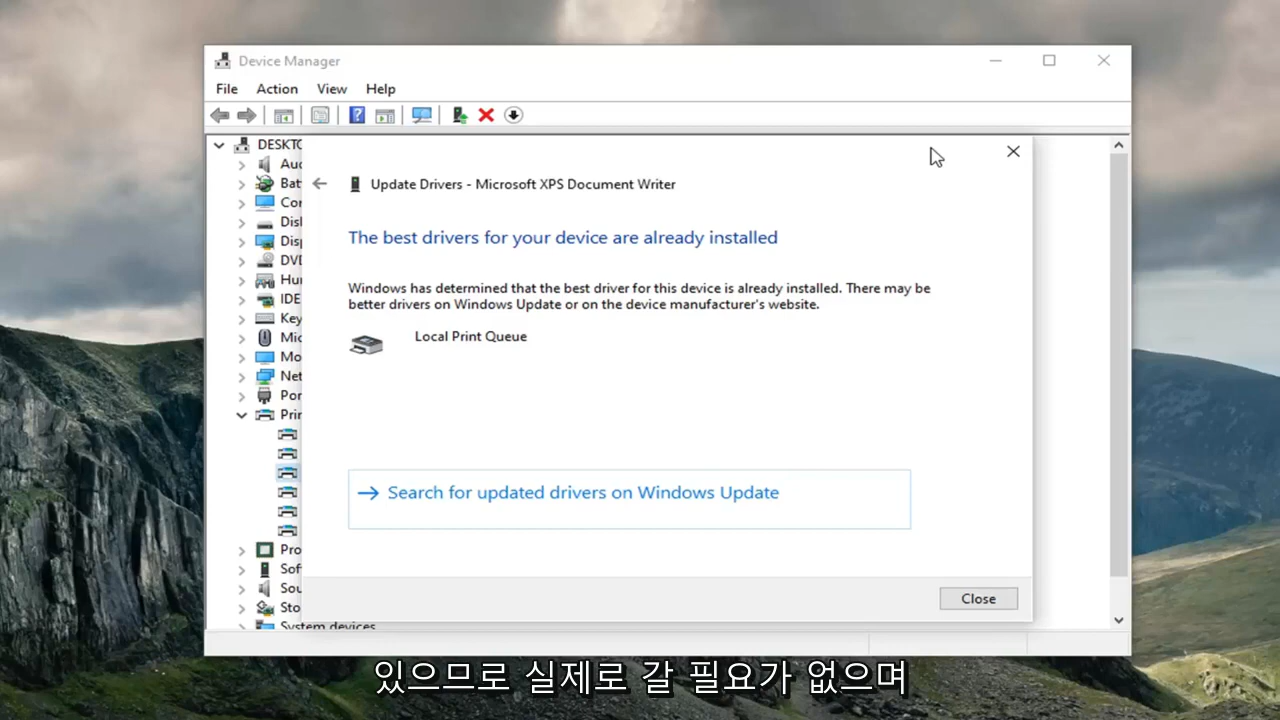 Device Manager
File Action View Help
DESKTO
Aud
Bat
Cor
Disl
Disp
DVD
Hu
IDE
Key
Mic
Mo
Net
Por
Prin
Pro
Sof
Sou
Sto
System devices
Update Drivers - Microsoft XPS Document Writer
The best drivers for your device are already installed
Windows has determined that the best driver for this device is already installed. There may be
better drivers on Windows Update or on the device manufacturer's website.
Local Print Queue
Search for updated drivers on Windows Update
Close
있으므로 실제로 갈 필요가 없으며